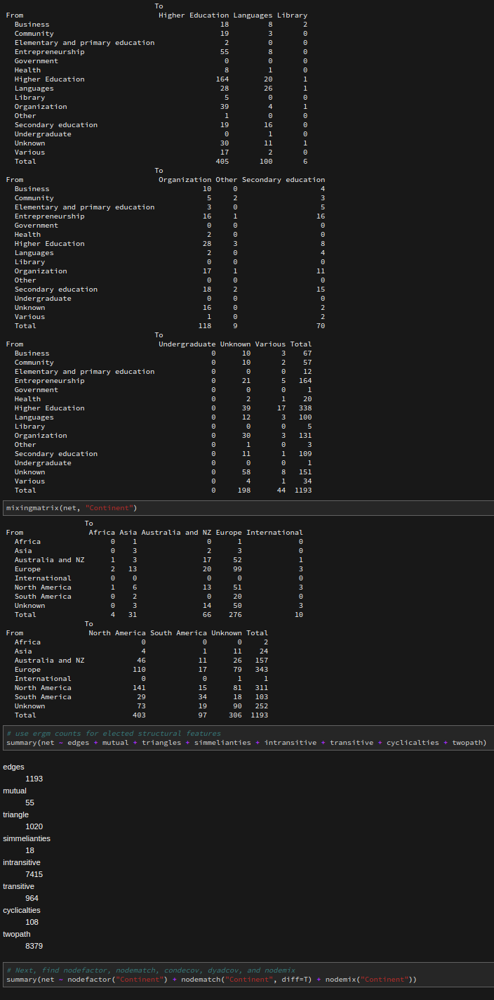 To
From Higher Education Languages Library
Business 18 8 2
Community 19 3 0
Elementary and primary education 2 0 0
Entrepreneurship 55 8 0
Government 0 0 0
Health 8 1 0
Higher Education 164 20 1
Languages 28 26 1
Library 5 0 0
Organization 39 4 1
Other 1 0 0
Secondary education 19 16 0
Undergraduate 0 1 0
Unknown 30 11 1
Various 17 2 0
Total 405 100 6
To
From Organization Other Secondary education
Business 10 0 4
Community 5 2 3
Elementary and primary education 3 0 5
Entrepreneurship 16 1 16
Government 0 0 0
Health 2 0 0
Higher Education 28 3 8
Languages 2 0 4
Library 0 0 0
Organization 17 1 11
Other 0 0 0
Secondary education 18 2 15
Undergraduate 0 0 0
Unknown 16 0 2
Various 1 0 2
Total 118 9 70
To
From Undergraduate Unknown Various Total
Business 0 10 3 67
Community 0 10 2 57
Elementary and primary education 0 0 0 12
Entrepreneurship 0 21 5 164
Government 0 0 0 1
Health 0 2 1 20
Higher Education 0 39 17 338
Languages 0 12 3 100
Library 0 0 0 5
Organization 0 30 3 131
Other 0 1 0 3
Secondary education 0 11 1 109
Undergraduate 0 0 0 1
Unknown 0 58 8 151
Various 0 4 1 34
Total 0 198 44 1193
mixingmatrix(net, "Continent")
To
From Africa Asia Australia and NZ Europe International
Africa 0 1 0 1 0
Asia 0 3 2 3 0
Australia and NZ 1 3 17 52 1
Europe 2 13 20 99 3
International 0 0 0 0 0
North America 1 6 13 51 3
South America 0 2 0 20 0
Unknown 0 3 14 50 3
Total 4 31 66 276 10
To
From North America South America Unknown Total
Africa 0 0 0 2
Asia 4 1 11 24
Australia and NZ 46 11 26 157
Europe 110 17 79 343
International 0 0 1 1
North America 141 15 81 311
South America 29 34 18 103
Unknown 73 19 90 252
Total 403 97 306 1193
# use ergm counts for elected structural features
summary(net ~ edges + mutual + triangles + simmelianties + intransitive + transitive + cyclicalties + twopath)
edges
1193
mutual
55
triangle
1020
simmelianties
18
intransitive
7415
transitive
964
cyclicalties
108
twopath
8379
# Next, find nodefactor, nodematch, condecov, dyadcov, and nodemix
summary(net ~ nodefactor("Continent") + nodematch("Continent", diff=T) + nodemix("Continent"))